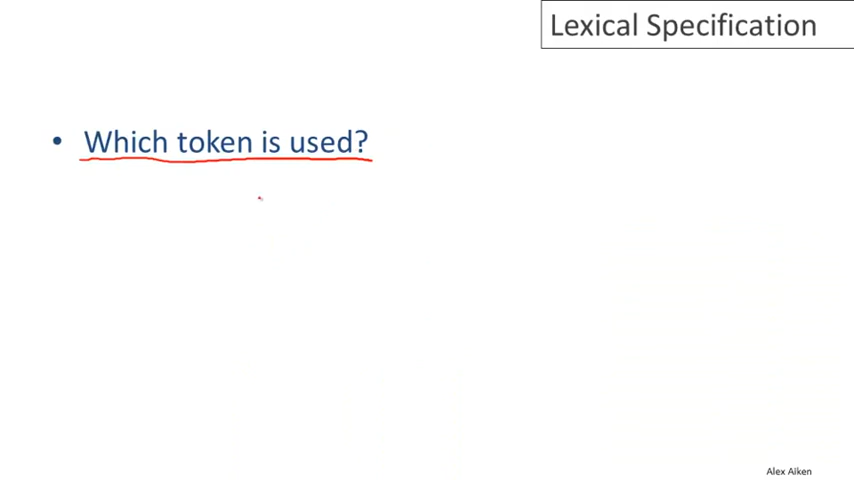 Lexical Specification
• Which token is used?
Alex Aiken